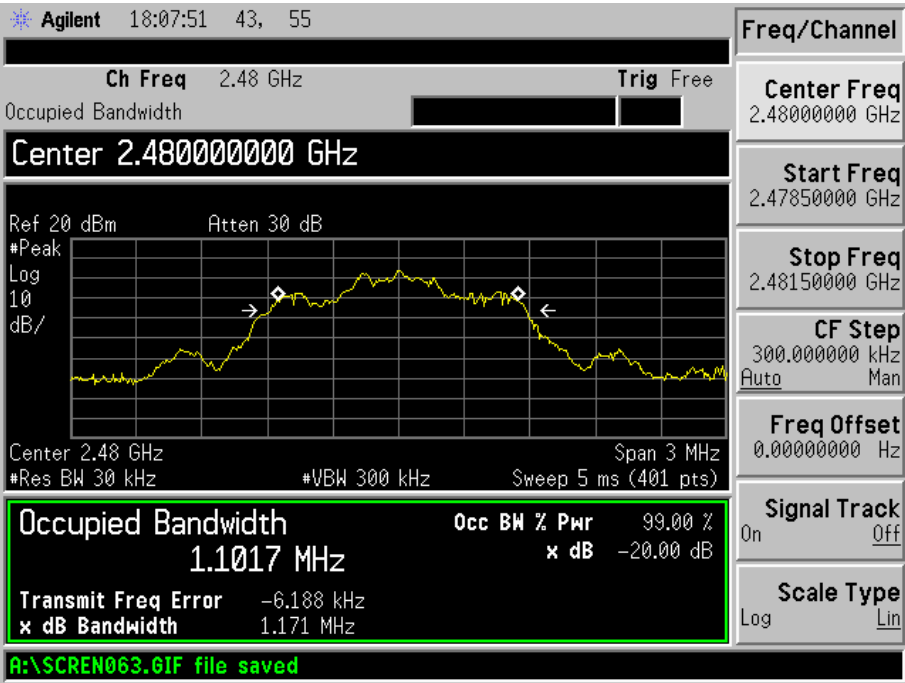 Agilent 18:07:51 43, 55
Ch Freq 2.48 GHz Trig Free
Occupied Bandwidth
Center 2.480000000 GHz
Ref 20 dBm Atten 30 dB
#Peak
Log
10
dB/
Center 2.48 GHz Span 3 MHz
#Res BW 30 kHz #VBW 300 kHz Sweep 5 ms (401 pts)
Occupied Bandwidth
1.1017 MHz
Occ BW % Pwr 99.00 %
x dB -20.00 dB
Transmit Freq Error -6.188 kHz
x dB Bandwidth 1.171 MHz
A:\SCREN063.GIF file saved
Freq/Channel
Center Freq
2.48000000 GHz
Start Freq
2.47850000 GHz
Stop Freq
2.48150000 GHz
CF Step
300.000000 kHz
Auto Man
Freq Offset
0.00000000 Hz
Signal Track
On Off
Scale Type
Log Lin